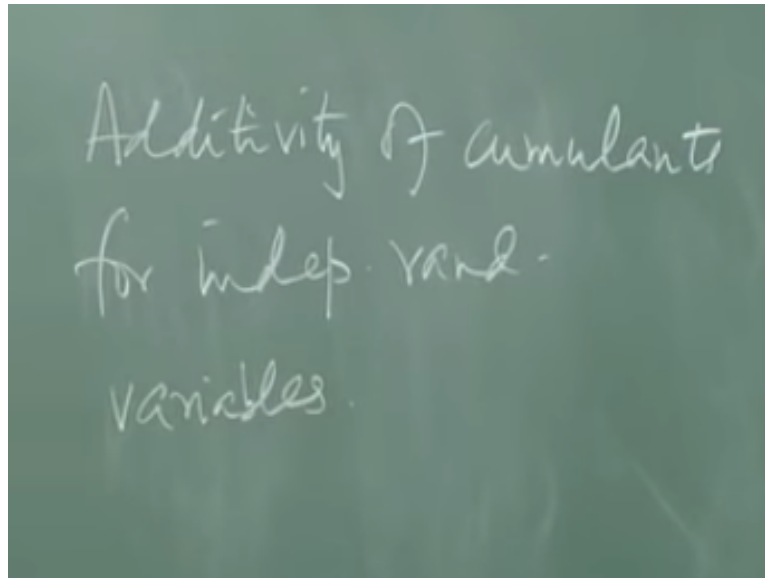 Additivity of cumulants
for indep. rand.
variables.